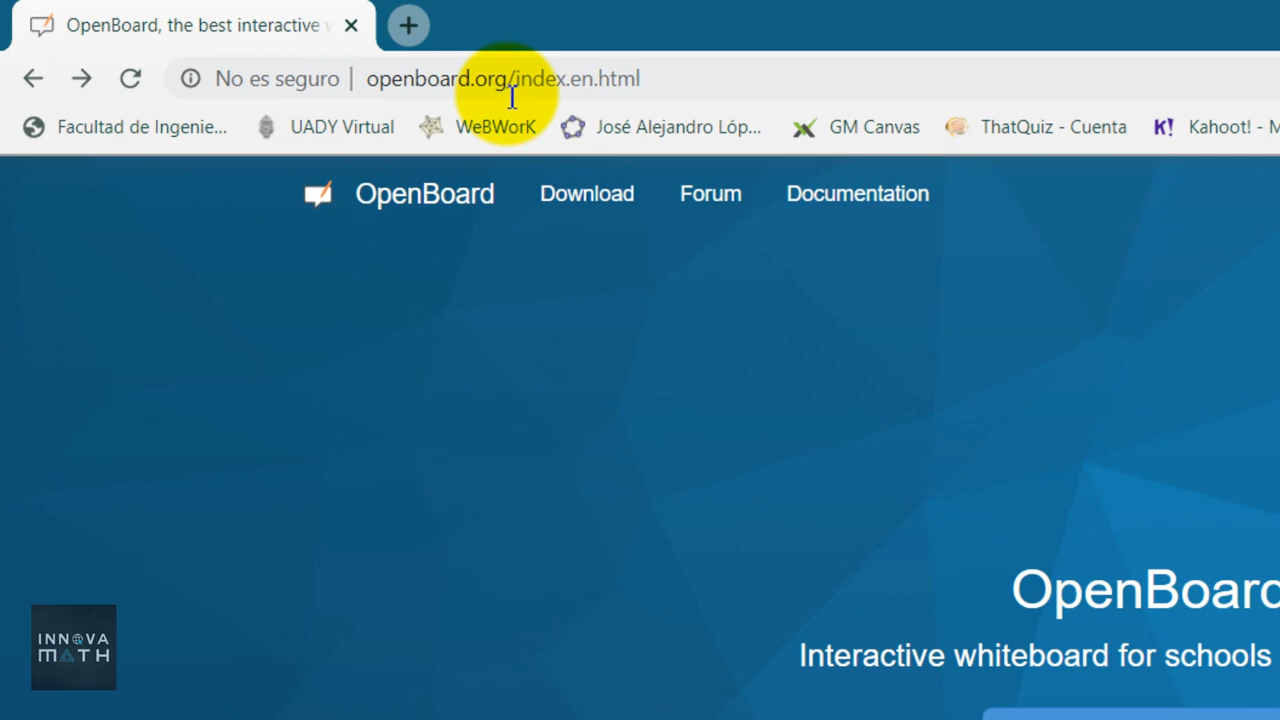 OpenBoard, the best interactive
No es seguro | openboard.org/index.en.html
Facultad de Ingenie... UADY Virtual WeBWorK José Alejandro Lóp... GM Canvas ThatQuiz - Cuenta K! Kahoot! - M
OpenBoard Download Forum Documentation
OpenBoard
Interactive whiteboard for schools
INNOVA
MATH